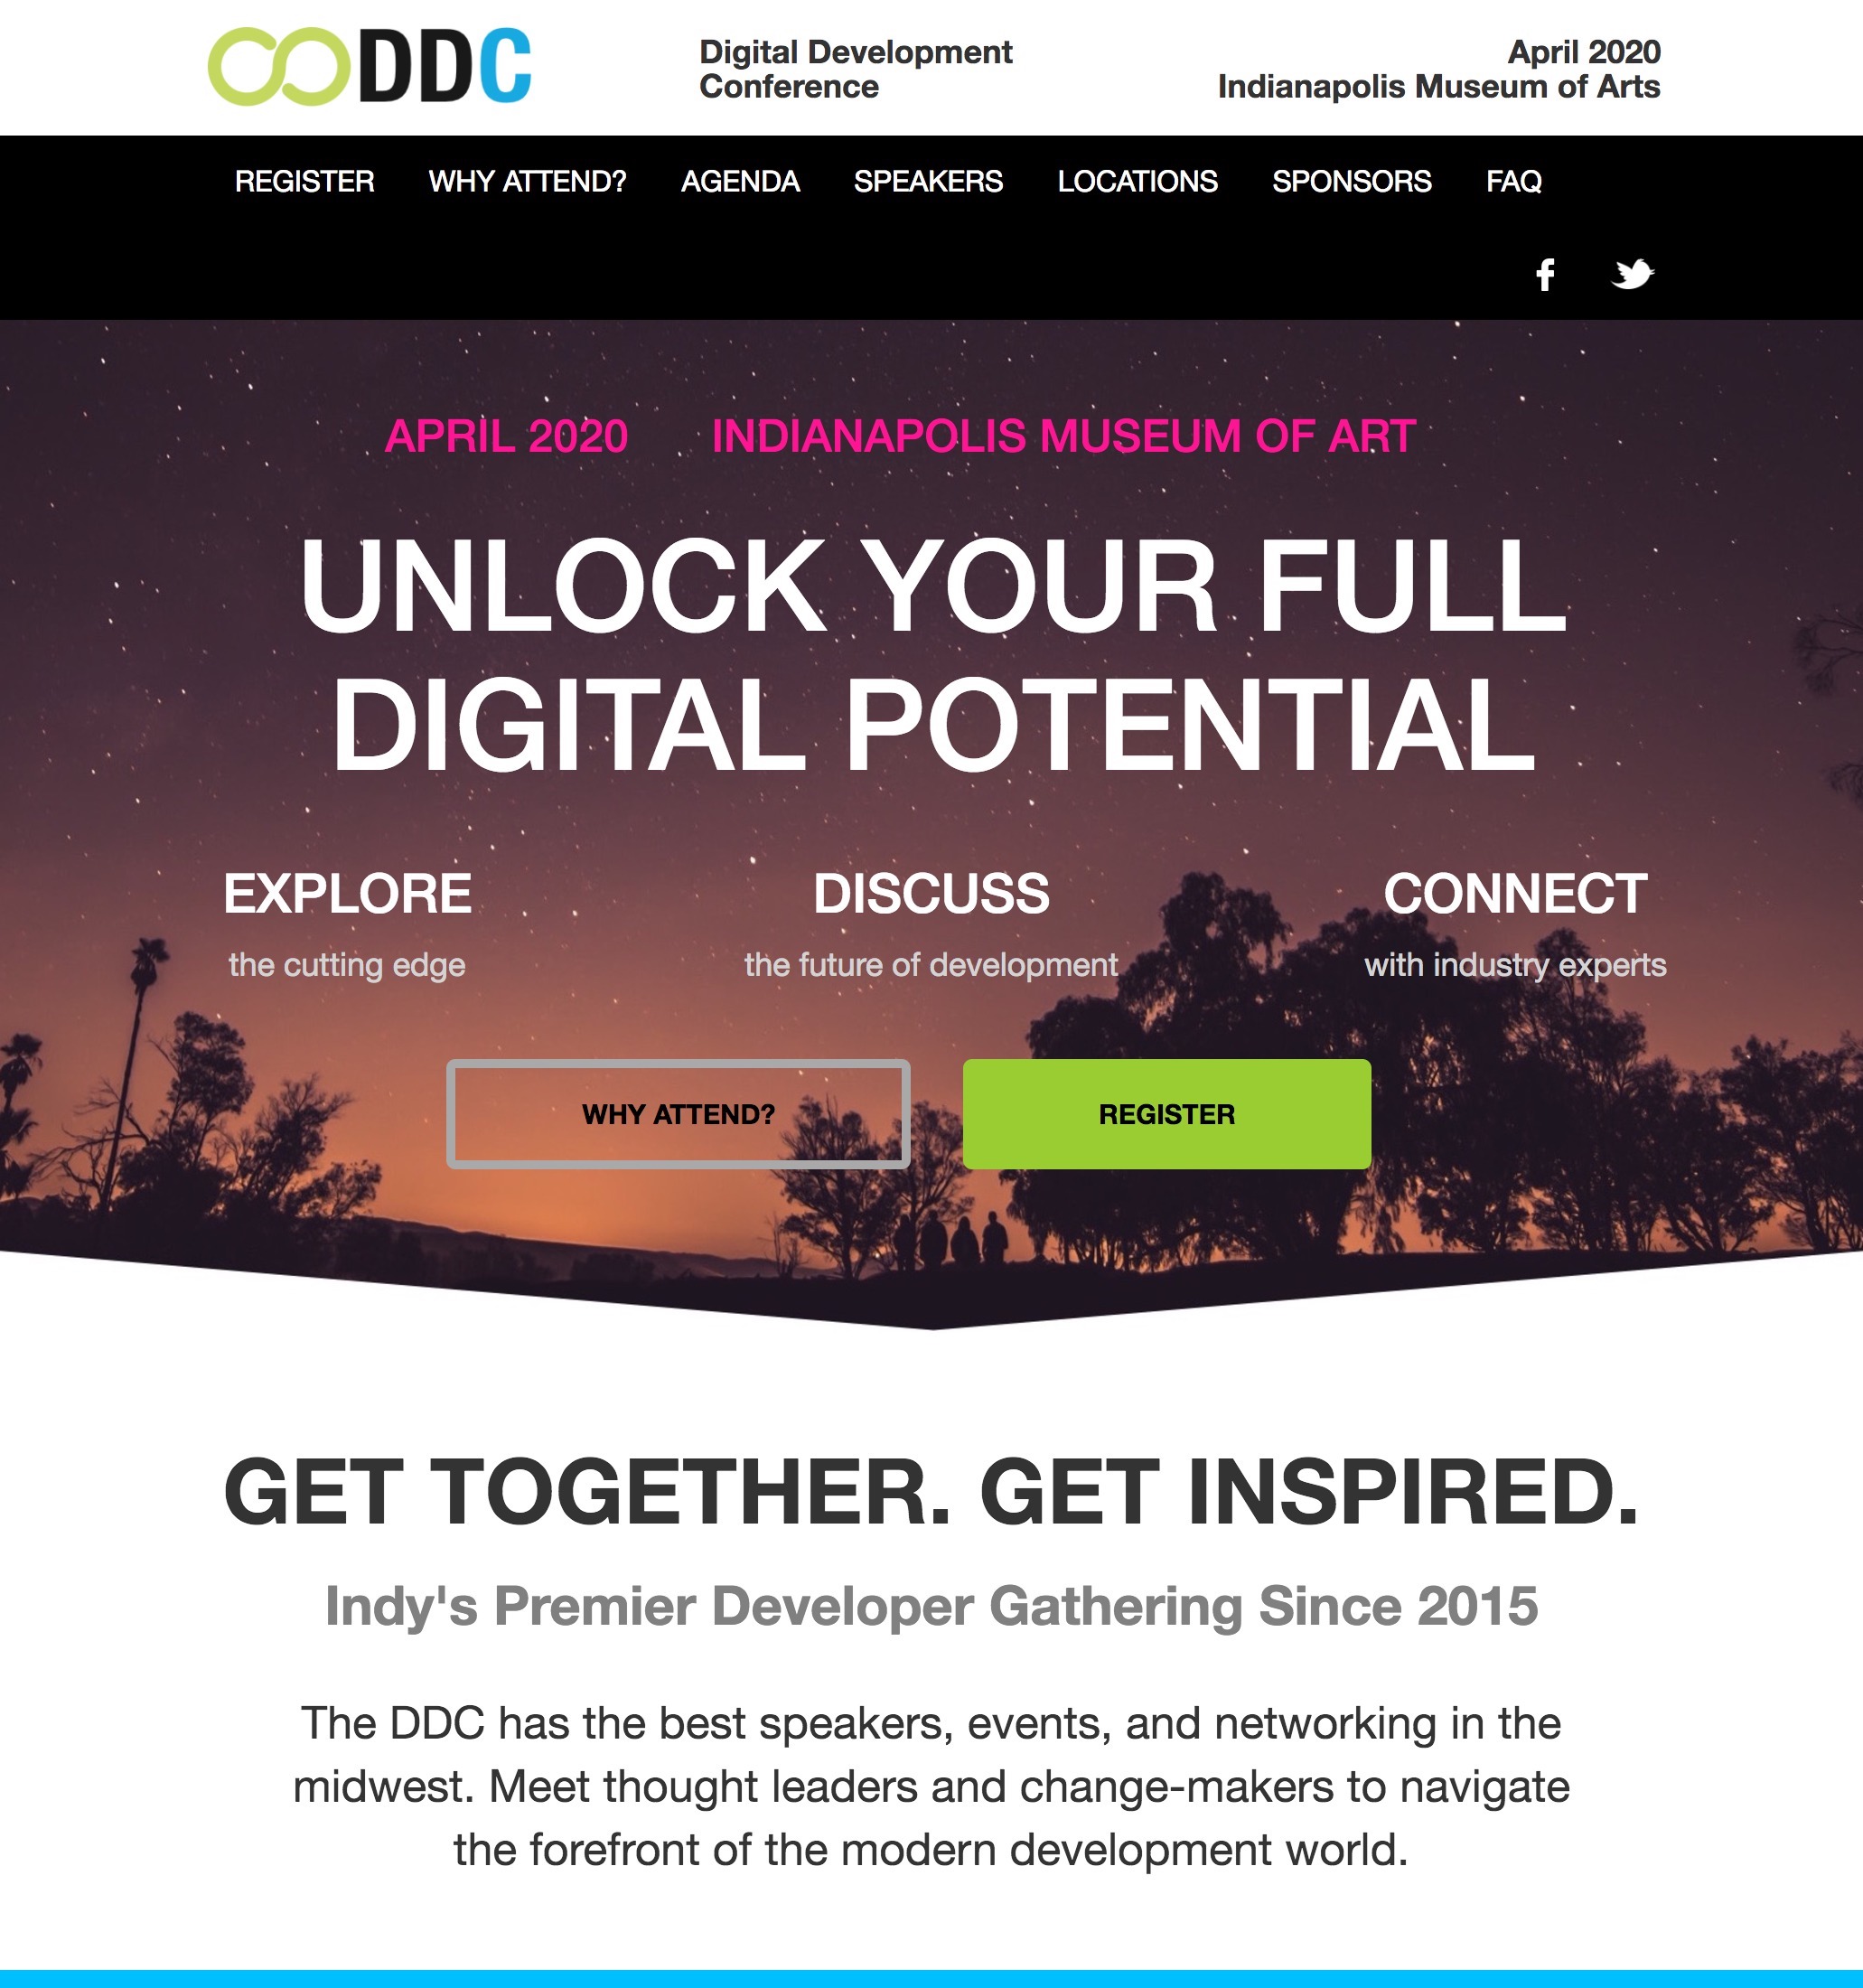 DDC
Digital Development
Conference
April 2020
Indianapolis Museum of Arts
REGISTER WHY ATTEND? AGENDA SPEAKERS LOCATIONS SPONSORS FAQ
f
APRIL 2020 INDIANAPOLIS MUSEUM OF ART
UNLOCK YOUR FULL
DIGITAL POTENTIAL
EXPLORE
the cutting edge
DISCUSS
the future of development
CONNECT
with industry experts
WHY ATTEND?
REGISTER
GET TOGETHER. GET INSPIRED.
Indy's Premier Developer Gathering Since 2015
The DDC has the best speakers, events, and networking in the
midwest. Meet thought leaders and change-makers to navigate
the forefront of the modern development world.